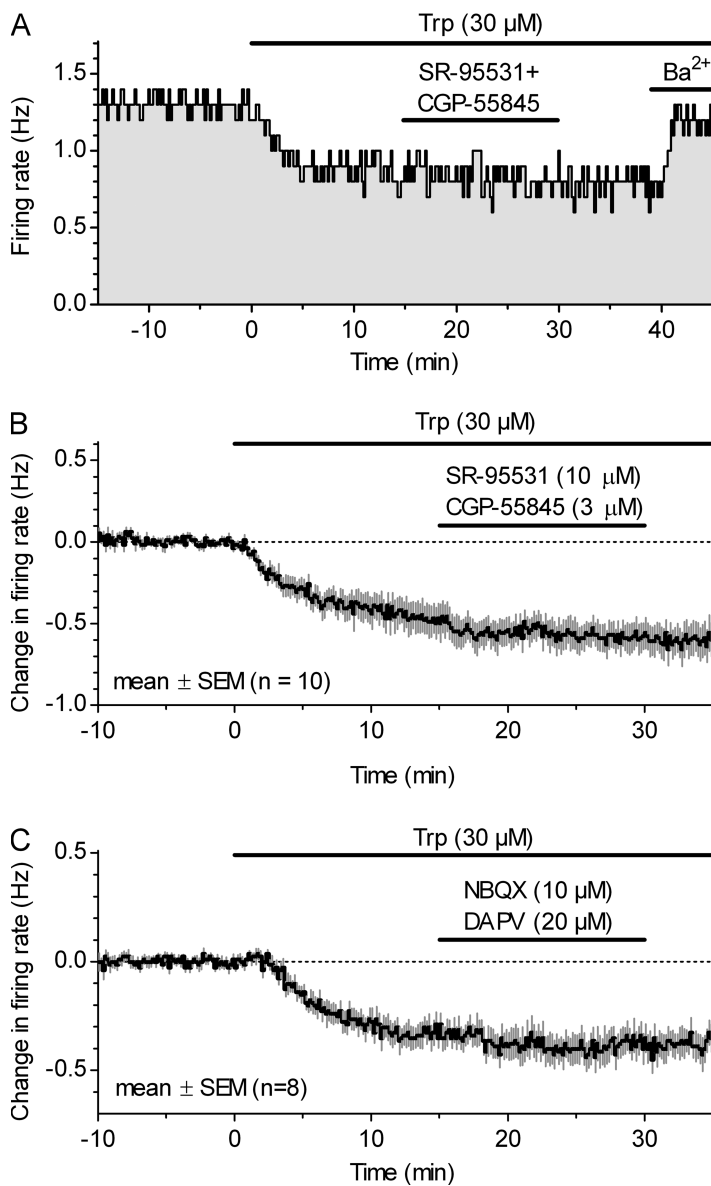 A
Trp (30 µM)
SR-95531+
CGP-55845
Ba2+
1.5
1.0
0.5
0.0
Firing rate (Hz)
-10 0 10 20 30 40
Time (min)
B
Trp (30 µM)
SR-95531 (10 µM)
CGP-55845 (3 µM)
0.5
0.0
-0.5
-1.0
Change in firing rate (Hz)
mean ± SEM (n = 10)
-10 0 10 20 30
Time (min)
C
Trp (30 µM)
NBQX (10 µM)
DAPV (20 µM)
0.5
0.0
-0.5
Change in firing rate (Hz)
mean ± SEM (n=8)
-10 0 10 20 30
Time (min)